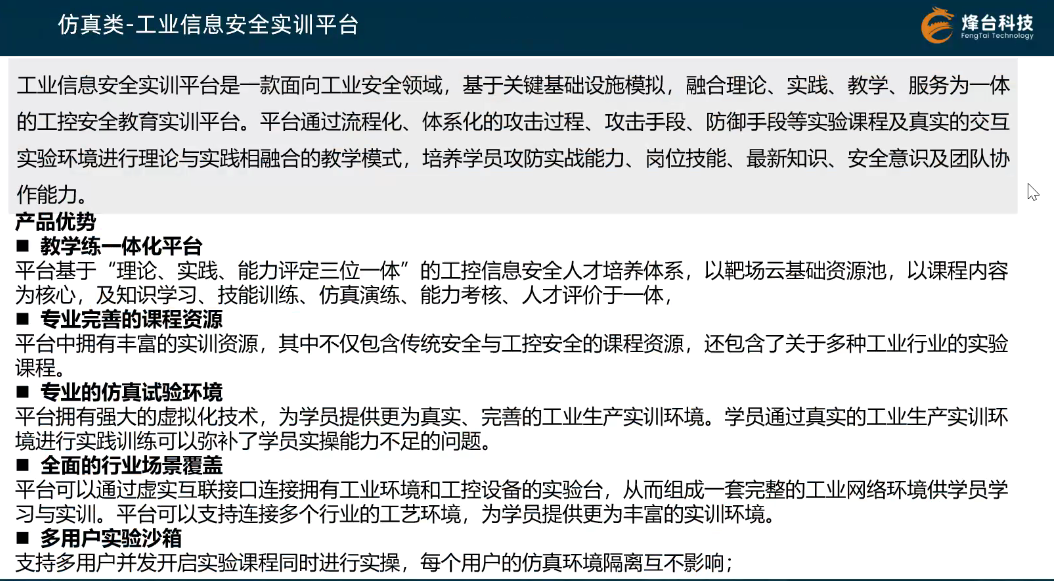 仿真类-工业信息安全实训平台
烽台科技
FengTai Technology
工业信息安全实训平台是一款面向工业安全领域，基于关键基础设施模拟，融合理论、实践、教学、服务为一体
的工控安全教育实训平台。平台通过流程化、体系化的攻击过程、攻击手段、防御手段等实验课程及真实的交互
实验环境进行理论与实践相融合的教学模式，培养学员攻防实战能力、岗位技能、最新知识、安全意识及团队协
作能力。
产品优势
■ 教学练一体化平台
平台基于“理论、实践、能力评定三位一体”的工控信息安全人才培养体系，以靶场云基础资源池，以课程内容
为核心，及知识学习、技能训练、仿真演练、能力考核、人才评价于一体，
■ 专业完善的课程资源
平台中拥有丰富的实训资源，其中不仅包含传统安全与工控安全的课程资源，还包含了关于多种工业行业的实验
课程。
■ 专业的仿真试验环境
平台拥有强大的虚拟化技术，为学员提供更为真实、完善的工业生产实训环境。学员通过真实的工业生产实训环
境进行实践训练可以弥补了学员实操能力不足的问题。
■ 全面的行业场景覆盖
平台可以通过虚实互联接口连接拥有工业环境和工控设备的实验台，从而组成一套完整的工业网络环境供学员学
习与实训。平台可以支持连接多个行业的工艺环境，为学员提供更为丰富的实训环境。
■ 多用户实验沙箱
支持多用户并发开启实验课程同时进行实操，每个用户的仿真环境隔离互不影响；